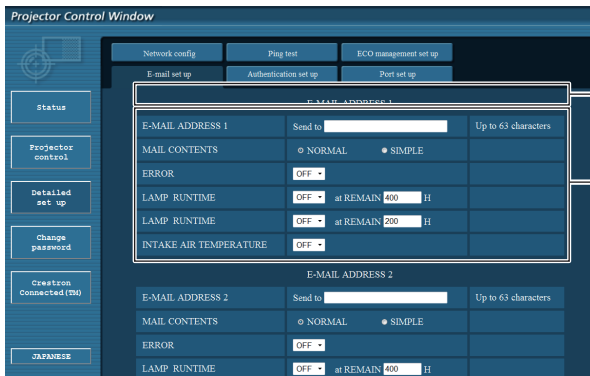 Projector Control Window
Network config Ping test ECO management set up
E-mail set up Authentication set up Port set up
Status
Projector control
Detailed set up
Change password
Crestron Connected(TM)
JAPANESE
E-MAIL ADDRESS 1
E-MAIL ADDRESS 1 Send to Up to 63 characters
MAIL CONTENTS NORMAL SIMPLE
ERROR OFF
LAMP RUNTIME OFF at REMAIN 400 H
LAMP RUNTIME OFF at REMAIN 200 H
INTAKE AIR TEMPERATURE OFF
E-MAIL ADDRESS 2
E-MAIL ADDRESS 2 Send to Up to 63 characters
MAIL CONTENTS NORMAL SIMPLE
ERROR OFF
LAMP RUNTIME OFF at REMAIN 400 H